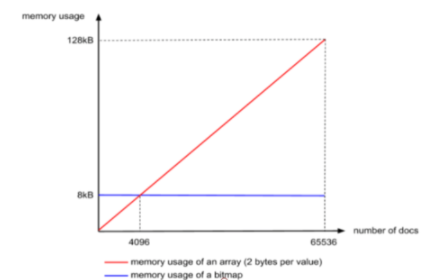 memory usage
128kB
8kB
number of docs
4096
65536
memory usage of an array (2 bytes per value)
memory usage of a bitmap